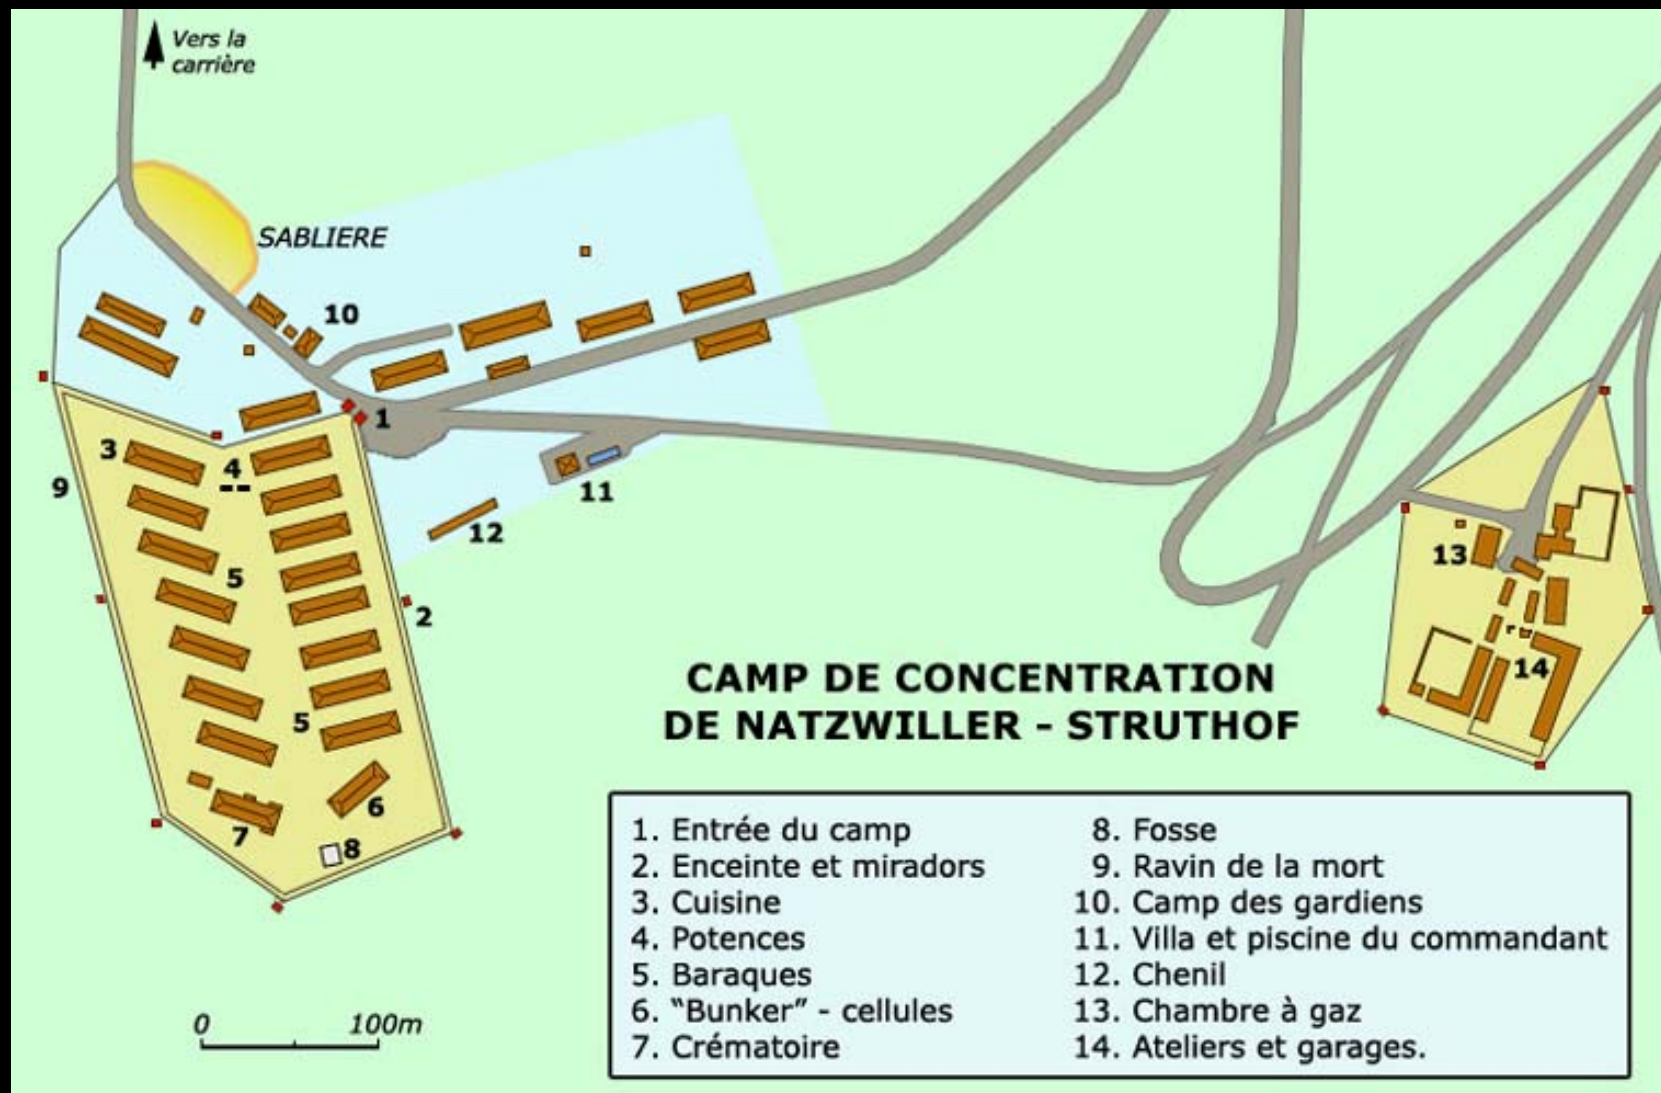 Vers la
carrière
SABLIERE
10
1
3
4
9
11
12
5
13
2
14
5
6
7
8
CAMP DE CONCENTRATION
DE NATZWILLER - STRUTHOF
1. Entrée du camp
2. Enceinte et miradors
3. Cuisine
4. Potences
5. Baraques
6. “Bunker” - cellules
7. Crématoire
8. Fosse
9. Ravin de la mort
10. Camp des gardiens
11. Villa et piscine du commandant
12. Chenil
13. Chambre à gaz
14. Ateliers et garages.
0 100m